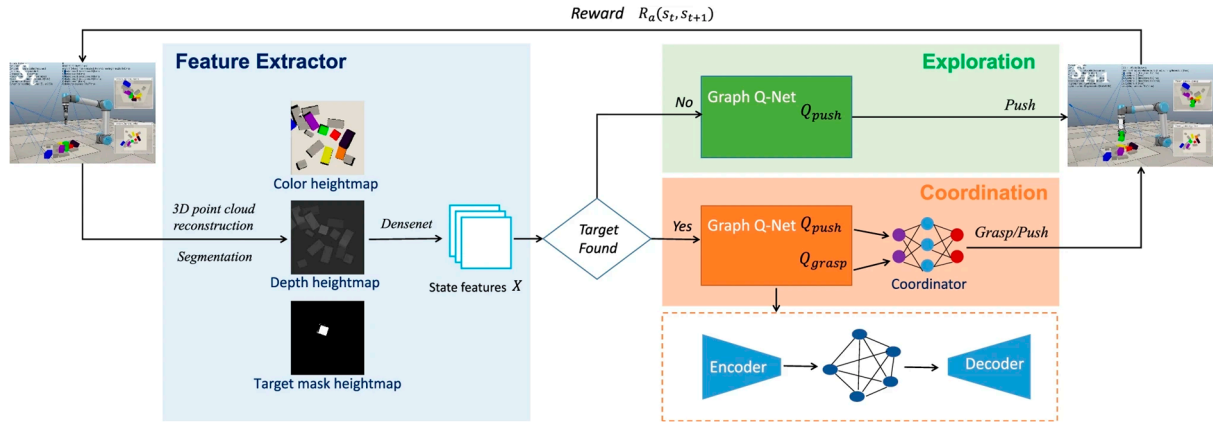 Reward R_a(s_t, s_{t+1})
S_t
Feature Extractor
Color heightmap
3D point cloud
reconstruction
Segmentation
Depth heightmap
Target mask heightmap
Densenet
State features X
Target
Found
No
Exploration
Graph Q-Net
Q_push
Push
S_{t+1}
Yes
Coordination
Graph Q-Net
Q_push
Q_grasp
Coordinator
Grasp/Push
Encoder
Decoder